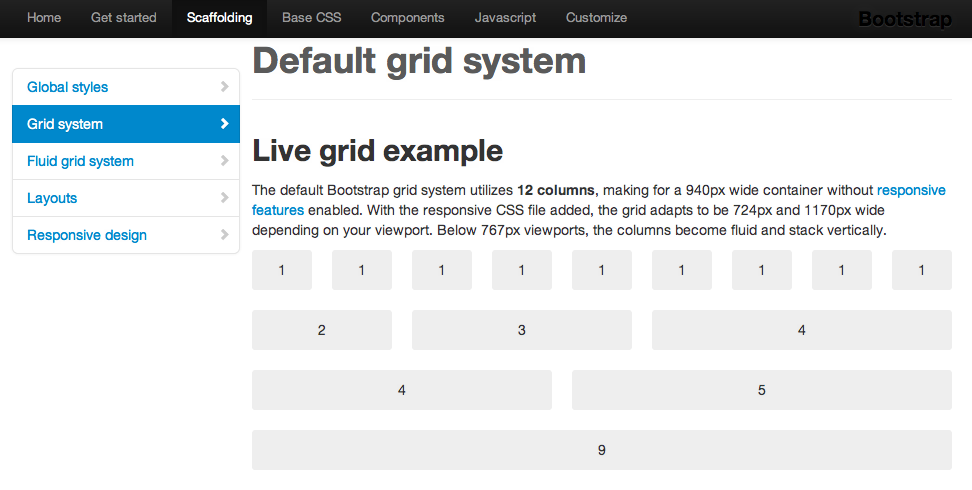 Home Get started Scaffolding Base CSS Components Javascript Customize Bootstrap
Default grid system
Global styles
Grid system
Fluid grid system
Layouts
Responsive design
Live grid example
The default Bootstrap grid system utilizes 12 columns, making for a 940px wide container without responsive
features enabled. With the responsive CSS file added, the grid adapts to be 724px and 1170px wide
depending on your viewport. Below 767px viewports, the columns become fluid and stack vertically.
1 1 1 1 1 1 1 1 1
2 3 4
4 5
9